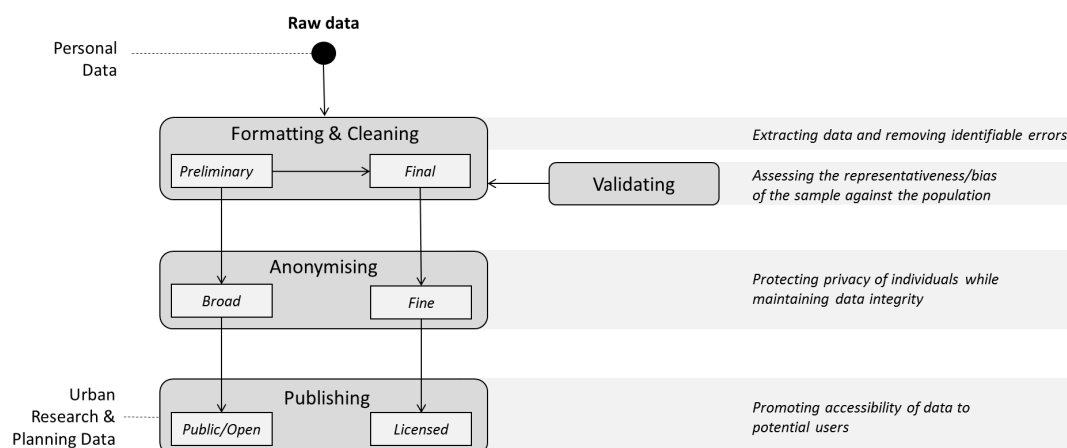 Raw data
Personal
Data
Formatting & Cleaning
Extracting data and removing identifiable errors
Preliminary
Final
Validating
Assessing the representativeness/bias
of the sample against the population
Anonymising
Broad
Fine
Protecting privacy of individuals while
maintaining data integrity
Urban
Research &
Planning Data
Publishing
Public/Open
Licensed
Promoting accessibility of data to
potential users